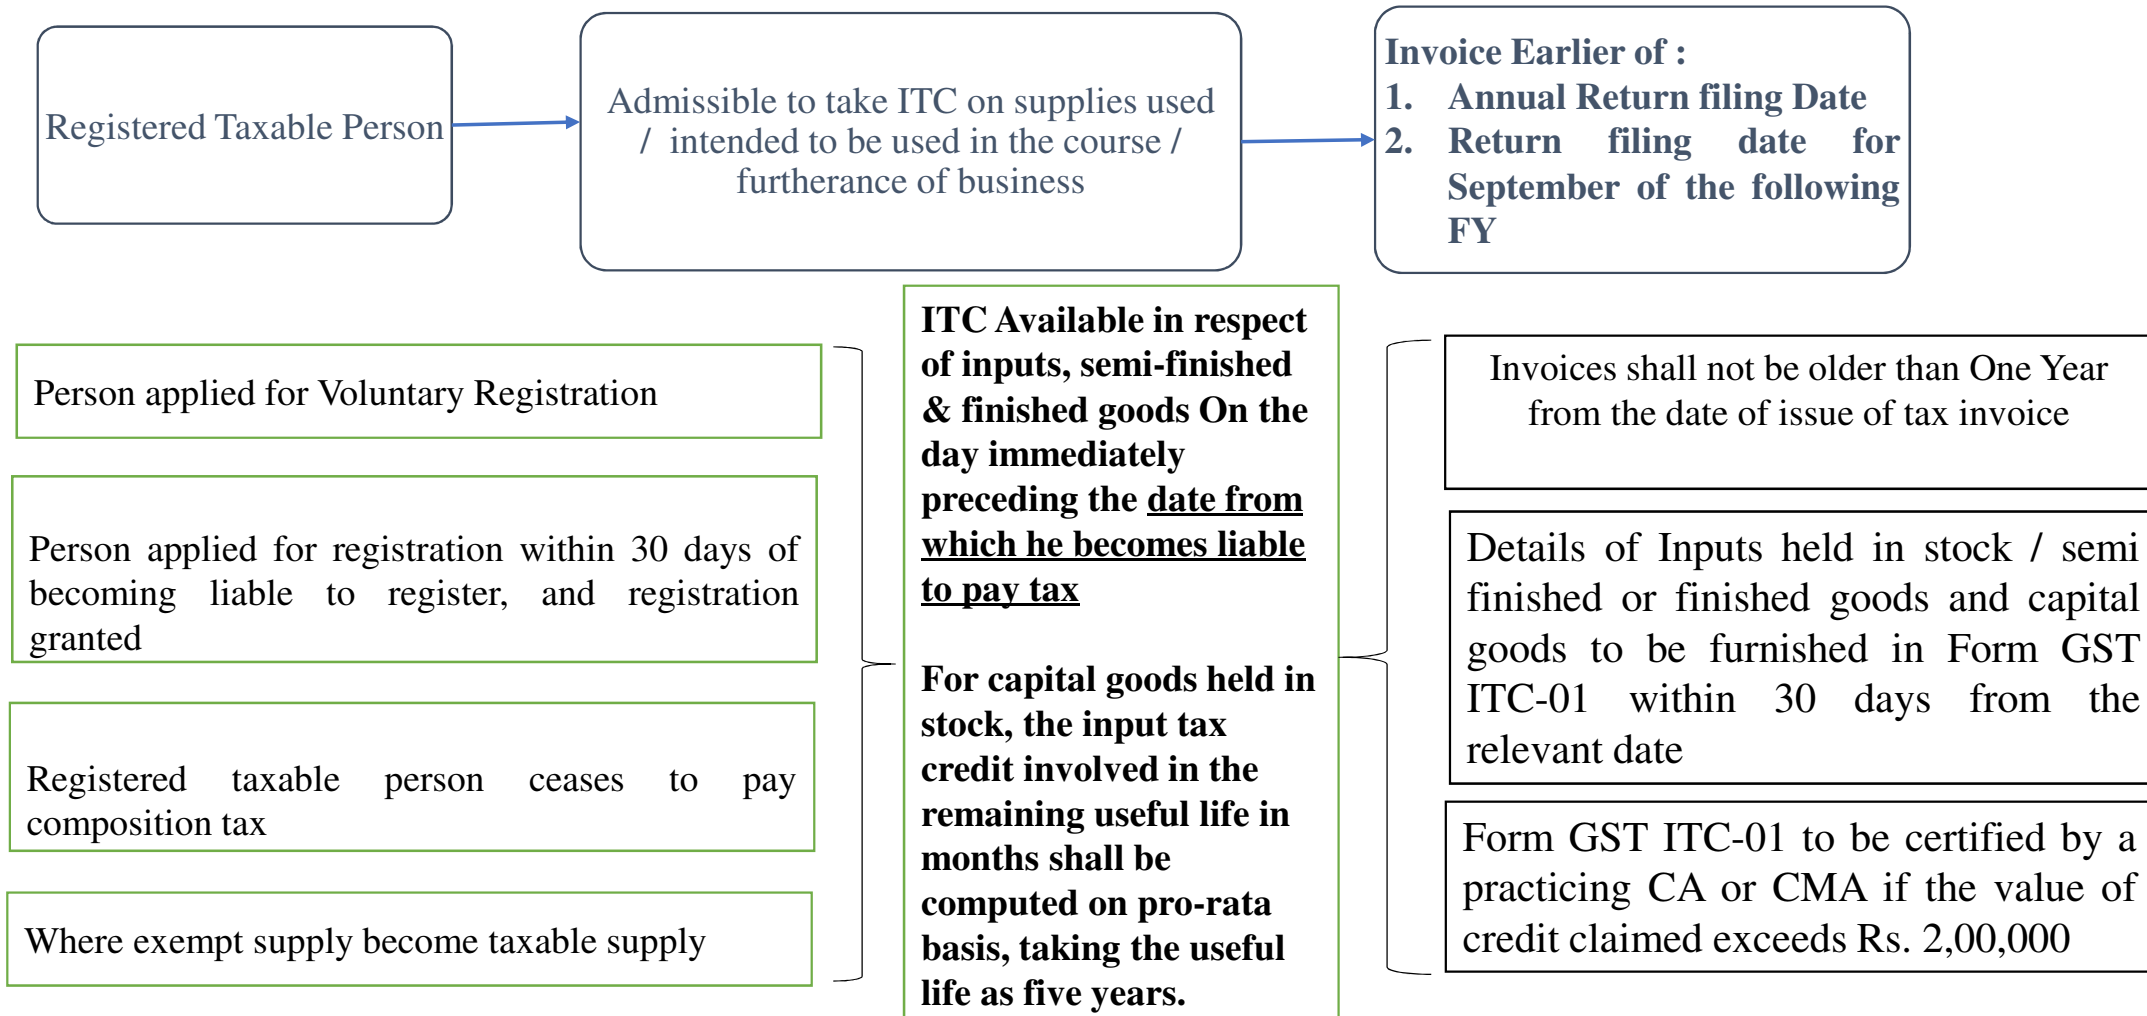 Registered Taxable Person
Admissible to take ITC on supplies used
/ intended to be used in the course /
furtherance of business
Invoice Earlier of :
1. Annual Return filing Date
2. Return filing date for
September of the following
FY
Person applied for Voluntary Registration
Person applied for registration within 30 days of
becoming liable to register, and registration
granted
Registered taxable person ceases to pay
composition tax
Where exempt supply become taxable supply
ITC Available in respect
of inputs, semi-finished
& finished goods On the
day immediately
preceding the date from
which he becomes liable
to pay tax
For capital goods held in
stock, the input tax
credit involved in the
remaining useful life in
months shall be
computed on pro-rata
basis, taking the useful
life as five years.
Invoices shall not be older than One Year
from the date of issue of tax invoice
Details of Inputs held in stock / semi
finished or finished goods and capital
goods to be furnished in Form GST
ITC-01 within 30 days from the
relevant date
Form GST ITC-01 to be certified by a
practicing CA or CMA if the value of
credit claimed exceeds Rs. 2,00,000